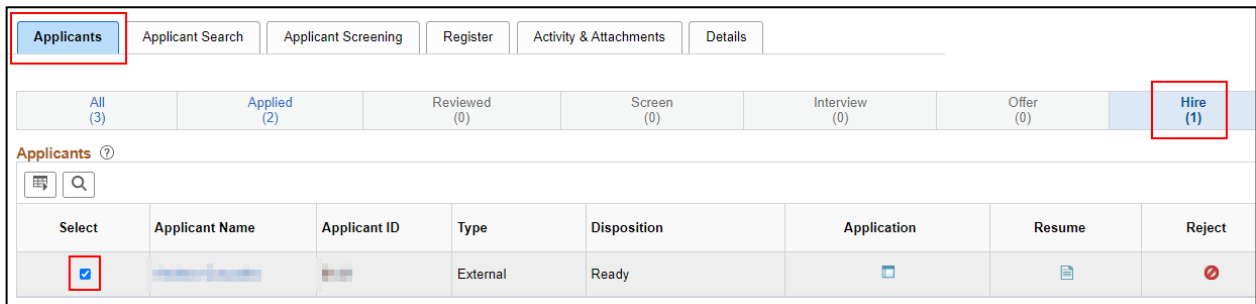 Applicants Applicant Search Applicant Screening Register Activity & Attachments Details
All Applied Reviewed Screen Interview Offer Hire
(3) (2) (0) (0) (0) (0) (1)
Applicants
Select Applicant Name Applicant ID Type Disposition Application Resume Reject
External Ready